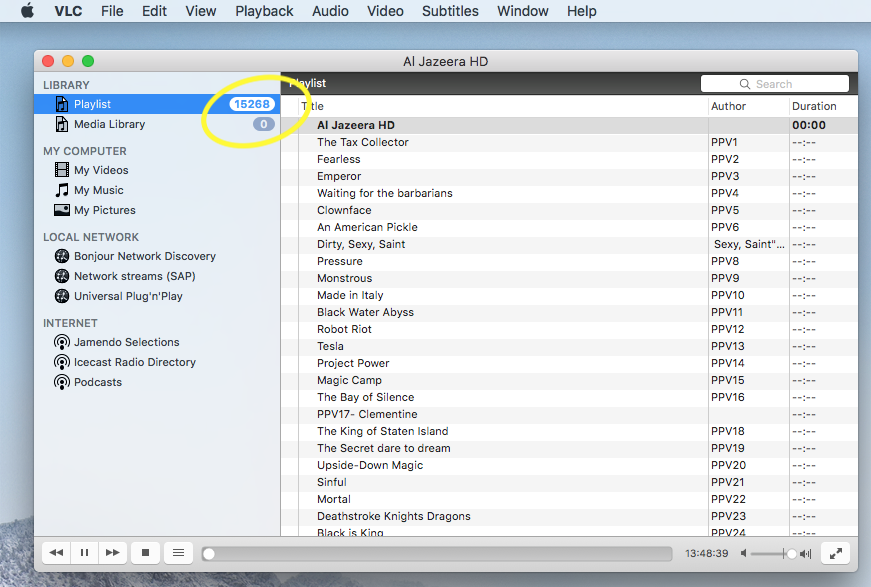 VLC File Edit View Playback Audio Video Subtitles Window Help
Al Jazeera HD
LIBRARY
Playlist 15268
Media Library 0
MY COMPUTER
My Videos
My Music
My Pictures
LOCAL NETWORK
Bonjour Network Discovery
Network streams (SAP)
Universal Plug'n'Play
INTERNET
Jamendo Selections
Icecast Radio Directory
Podcasts
Playlist Search
Title Author Duration
Al Jazeera HD 00:00
The Tax Collector PPV1 --:--
Fearless PPV2 --:--
Emperor PPV3 --:--
Waiting for the barbarians PPV4 --:--
Clownface PPV5 --:--
An American Pickle PPV6 --:--
Dirty, Sexy, Saint Sexy, Saint"... --:--
Pressure PPV8 --:--
Monstrous PPV9 --:--
Made in Italy PPV10 --:--
Black Water Abyss PPV11 --:--
Robot Riot PPV12 --:--
Tesla PPV13 --:--
Project Power PPV14 --:--
Magic Camp PPV15 --:--
The Bay of Silence PPV16 --:--
PPV17- Clementine --:--
The King of Staten Island PPV18 --:--
The Secret dare to dream PPV19 --:--
Upside-Down Magic PPV20 --:--
Sinful PPV21 --:--
Mortal PPV22 --:--
Deathstroke Knights Dragons PPV23 --:--
Black is King PPV24 --:--
13:48:39